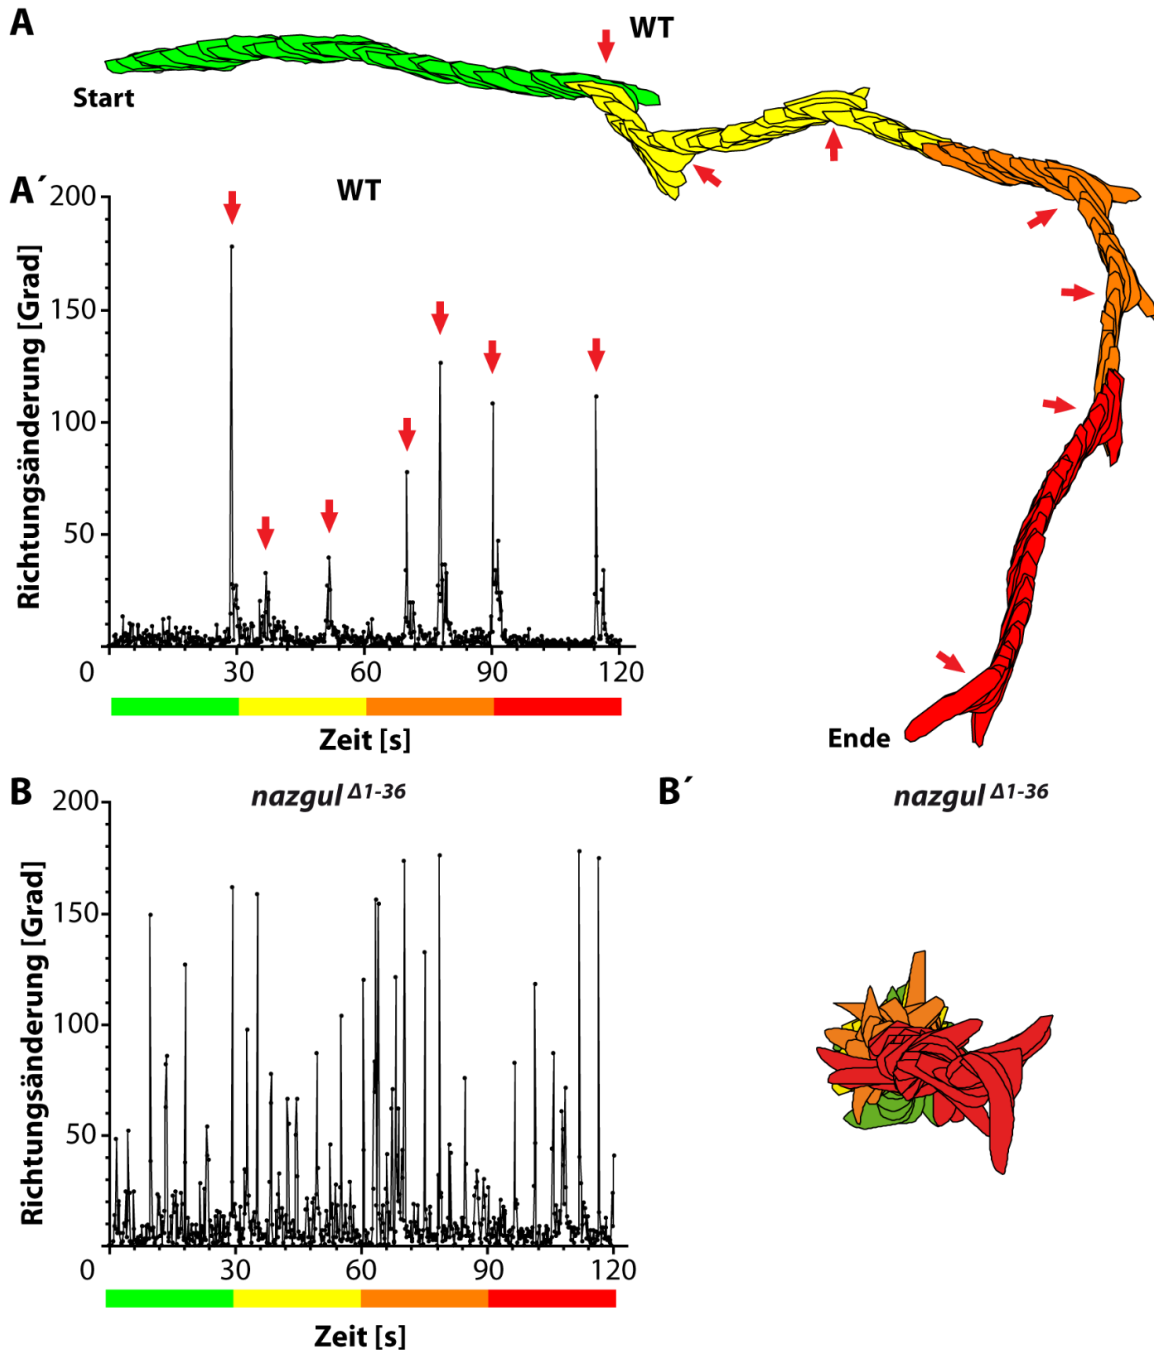 A
WT
Start
Ende
A´
WT
Richtungsänderung [Grad]
200
150
100
50
0
30
60
90
120
Zeit [s]
B
nazgul Δ1-36
Richtungsänderung [Grad]
200
150
100
50
0
30
60
90
120
Zeit [s]
B´
nazgul Δ1-36